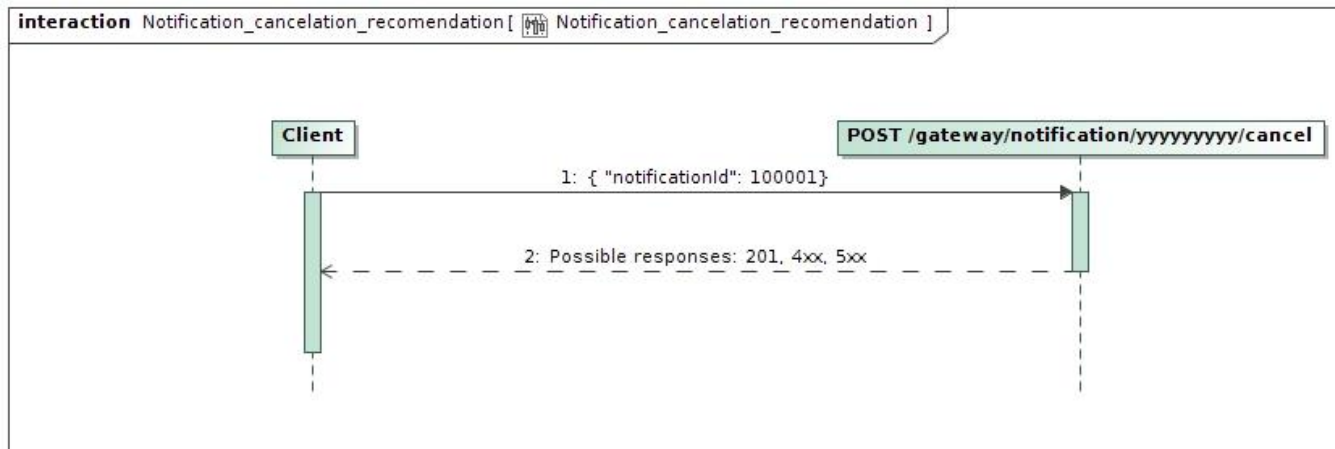 interaction Notification_cancelation_recomendation[ Notification_cancelation_recomendation ]
Client
POST /gateway/notification/yyyyyyyyy/cancel
1: { "notificationId": 100001}
2: Possible responses: 201, 4xx, 5xx